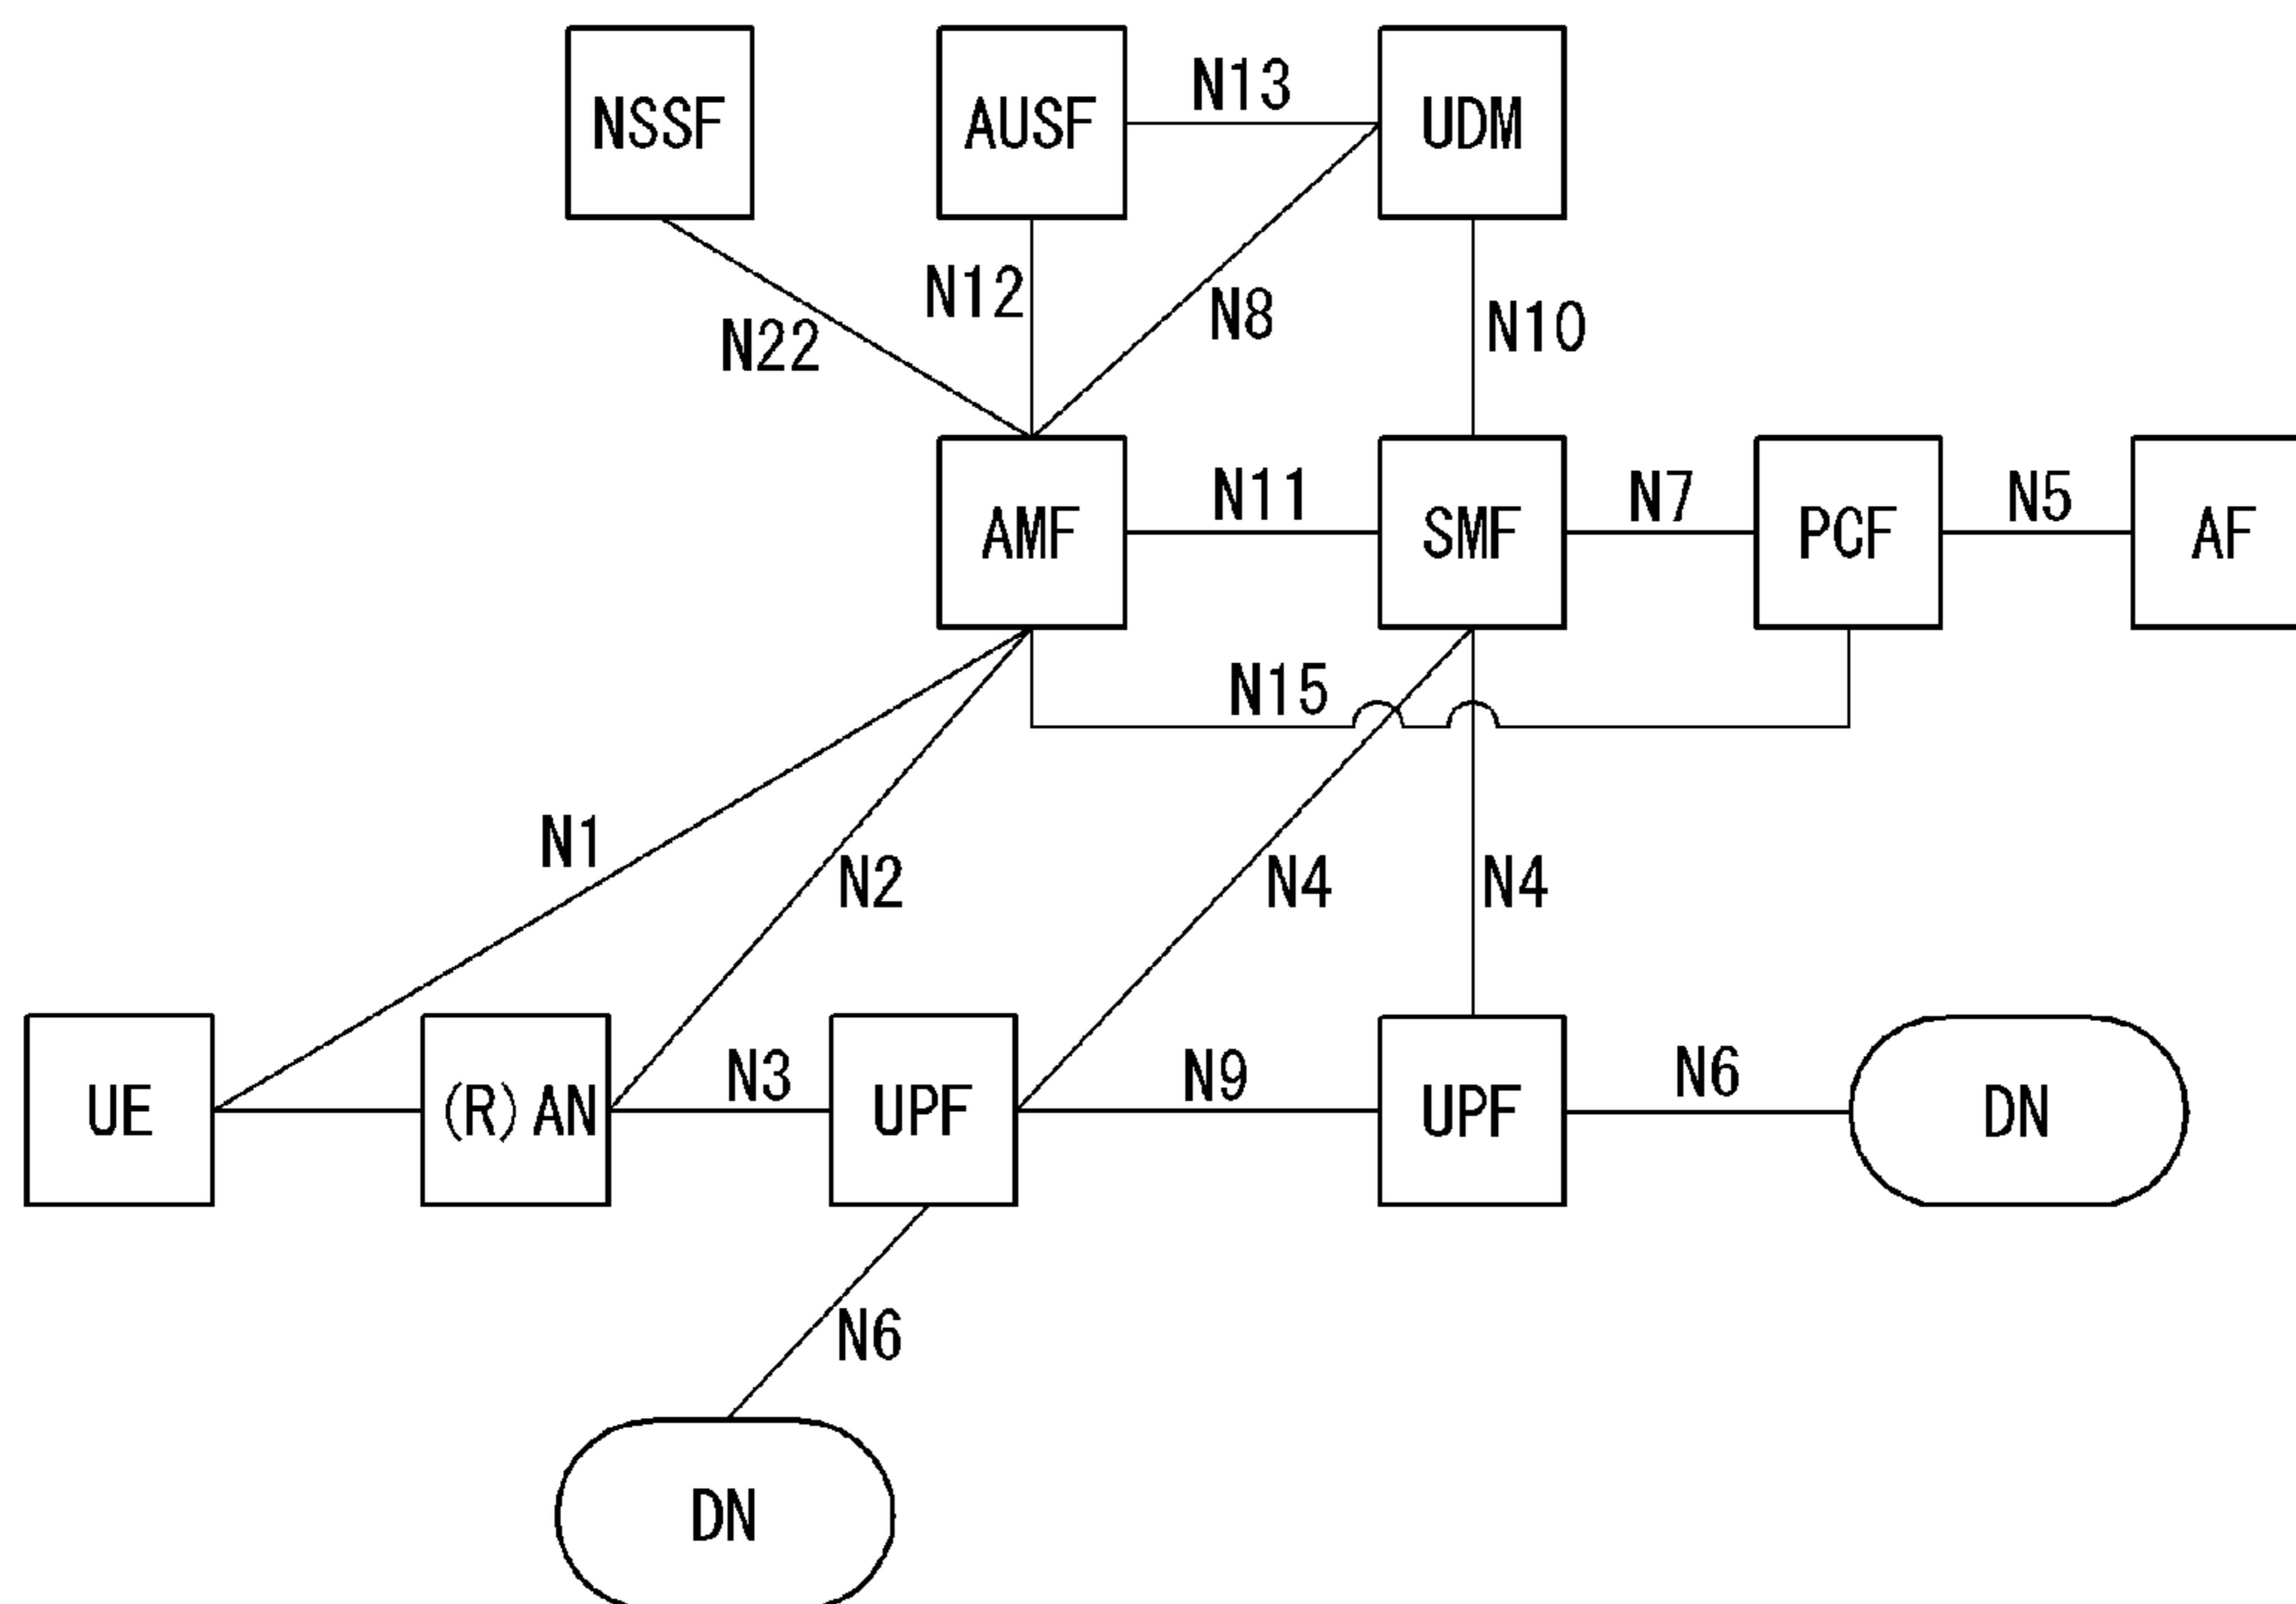 NSSF
AUSF
N13
UDM
N22
N12
N8
N10
AMF
N11
SMF
N7
PCF
N5
AF
N15
N1
N2
N4
N4
UE
(R)AN
N3
UPF
N9
UPF
N6
DN
N6
DN